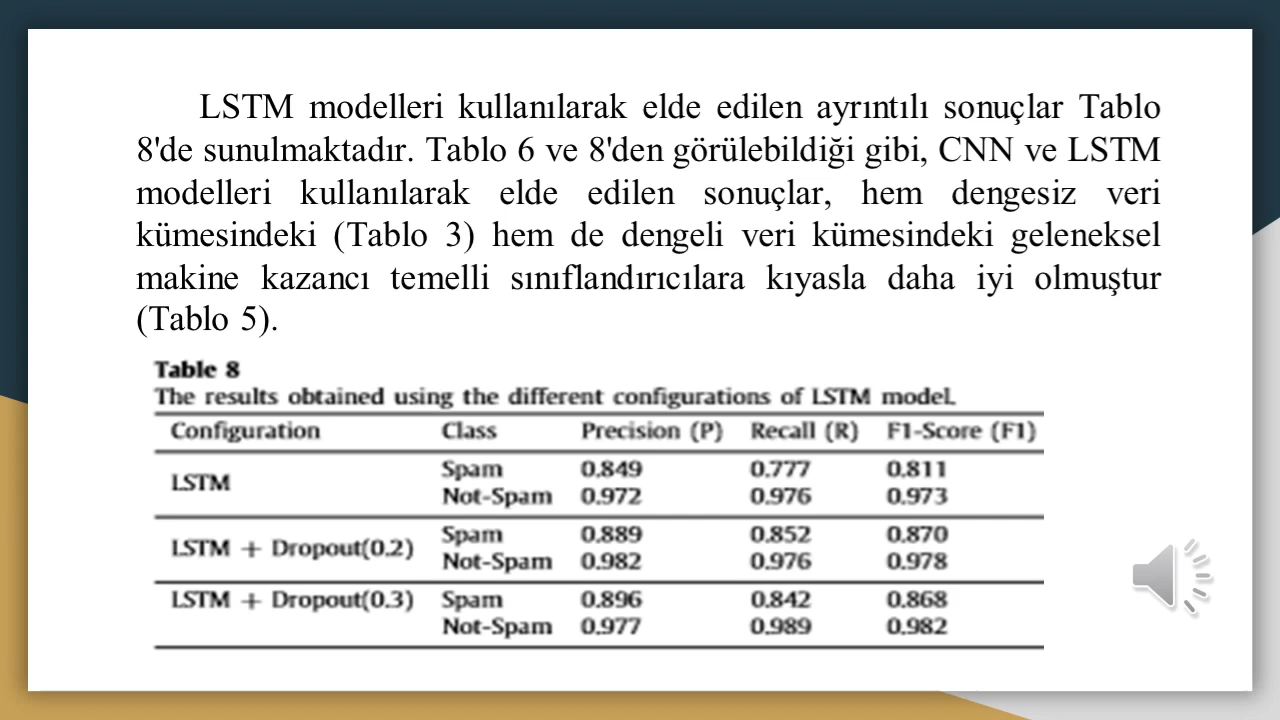 LSTM modelleri kullanılarak elde edilen ayrıntılı sonuçlar Tablo
8'de sunulmaktadır. Tablo 6 ve 8'den görülebildiği gibi, CNN ve LSTM
modelleri kullanılarak elde edilen sonuçlar, hem dengesiz veri
kümesindeki (Tablo 3) hem de dengeli veri kümesindeki geleneksel
makine kazancı temelli sınıflandırıcılara kıyasla daha iyi olmuştur
(Tablo 5).
Table 8
The results obtained using the different configurations of LSTM model.
Configuration Class Precision (P) Recall (R) F1-Score (F1)
LSTM Spam 0.849 0.777 0.811
Not-Spam 0.972 0.976 0.973
LSTM + Dropout(0.2) Spam 0.889 0.852 0.870
Not-Spam 0.982 0.976 0.978
LSTM + Dropout(0.3) Spam 0.896 0.842 0.868
Not-Spam 0.977 0.989 0.982